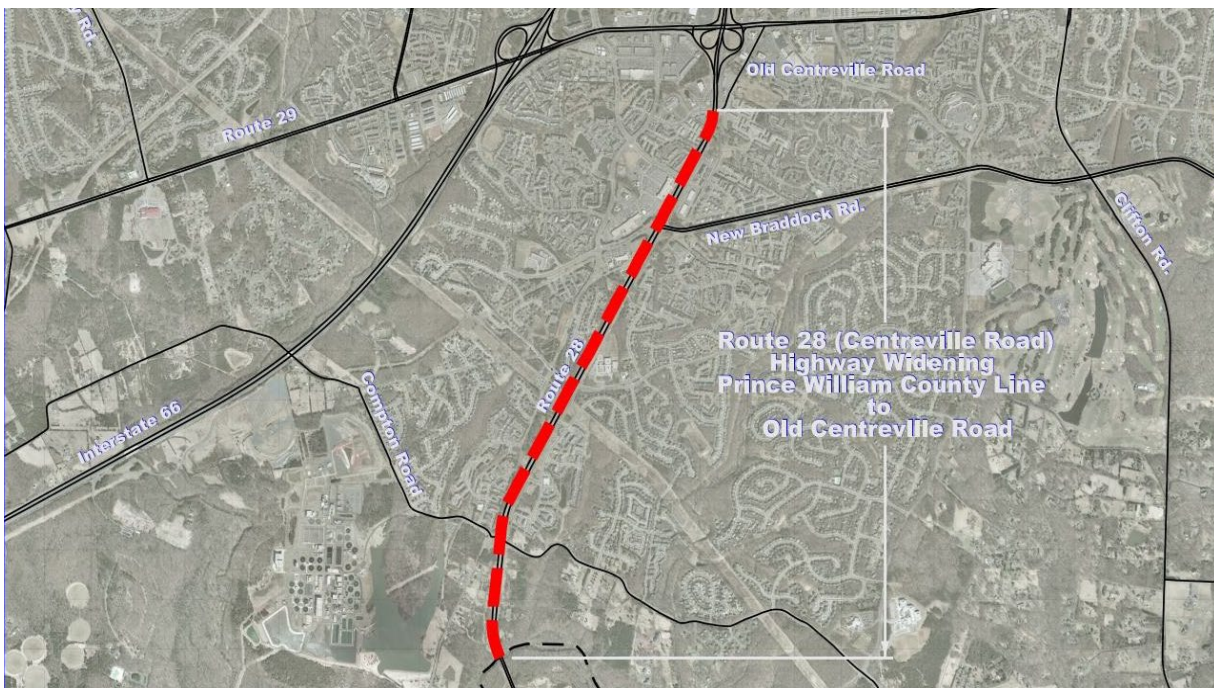 y Rd.
Old Centreville Road
Route 29
New Braddock Rd.
Clifton Rd.
Route 28 (Centreville Road)
Highway Widening
Prince William County Line
to
Old Centreville Road
Route 28
Compton Road
Interstate 66